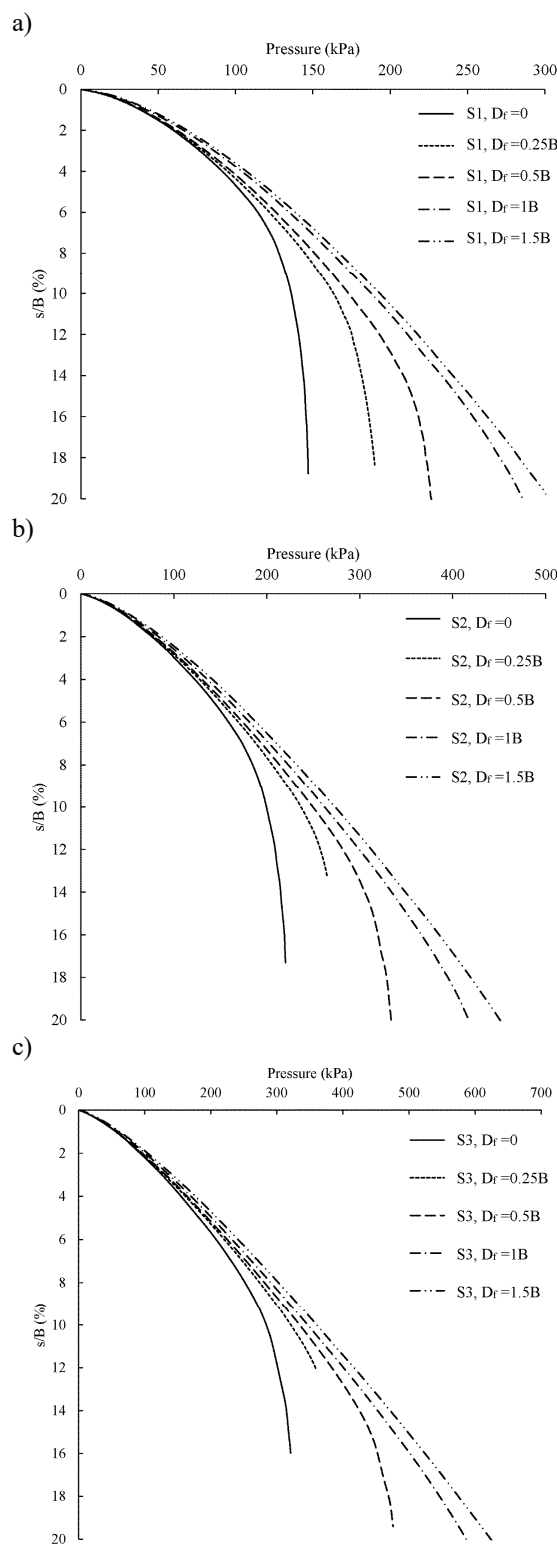 a)
Pressure (kPa)
0 50 100 150 200 250 300
0
2
4
6
8
10
12
14
16
18
20
s/B (%)
S1, Df =0
S1, Df =0.25B
S1, Df =0.5B
S1, Df =1B
S1, Df =1.5B
b)
Pressure (kPa)
0 100 200 300 400 500
0
2
4
6
8
10
12
14
16
18
20
s/B (%)
S2, Df =0
S2, Df =0.25B
S2, Df =0.5B
S2, Df =1B
S2, Df =1.5B
c)
Pressure (kPa)
0 100 200 300 400 500 600 700
0
2
4
6
8
10
12
14
16
18
20
s/B (%)
S3, Df =0
S3, Df =0.25B
S3, Df =0.5B
S3, Df =1B
S3, Df =1.5B